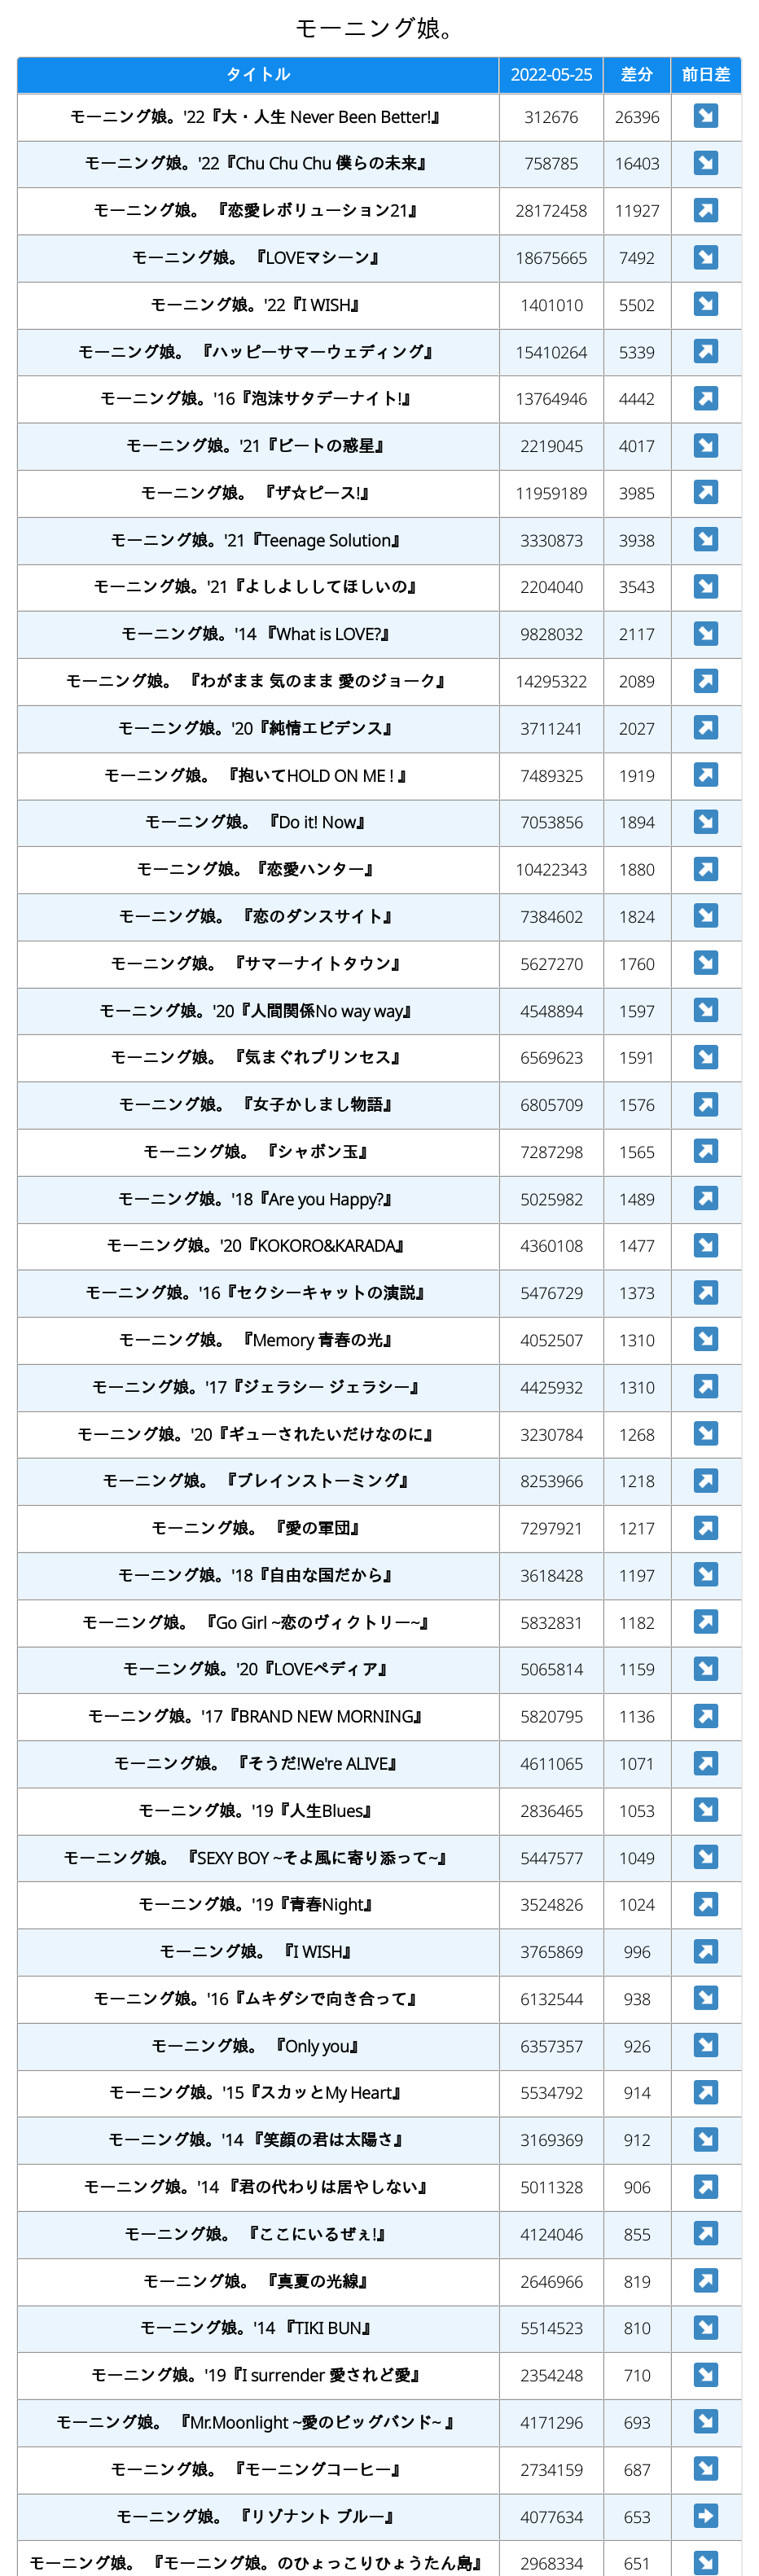 モーニング娘。
タイトル 2022-05-25 差分 前日差
モーニング娘。'22『大・人生 Never Been Better!』 312676 26396 ↘
モーニング娘。'22『Chu Chu Chu 僕らの未来』 758785 16403 ↘
モーニング娘。 『恋愛レボリューション21』 28172458 11927 ↗
モーニング娘。 『LOVEマシーン』 18675665 7492 ↘
モーニング娘。'22『I WISH』 1401010 5502 ↘
モーニング娘。 『ハッピーサマーウェディング』 15410264 5339 ↗
モーニング娘。'16『泡沫サタデーナイト!』 13764946 4442 ↗
モーニング娘。'21『ビートの惑星』 2219045 4017 ↘
モーニング娘。 『ザ☆ピース!』 11959189 3985 ↗
モーニング娘。'21『Teenage Solution』 3330873 3938 ↘
モーニング娘。'21『よしよししてほしいの』 2204040 3543 ↘
モーニング娘。'14 『What is LOVE?』 9828032 2117 ↘
モーニング娘。 『わがまま 気のまま 愛のジョーク』 14295322 2089 ↗
モーニング娘。'20『純情エビデンス』 3711241 2027 ↗
モーニング娘。 『抱いてHOLD ON ME ! 』 7489325 1919 ↗
モーニング娘。 『Do it! Now』 7053856 1894 ↘
モーニング娘。『恋愛ハンター』 10422343 1880 ↗
モーニング娘。 『恋のダンスサイト』 7384602 1824 ↘
モーニング娘。 『サマーナイトタウン』 5627270 1760 ↘
モーニング娘。'20『人間関係No way way』 4548894 1597 ↘
モーニング娘。 『気まぐれプリンセス』 6569623 1591 ↘
モーニング娘。 『女子かしまし物語』 6805709 1576 ↗
モーニング娘。 『シャボン玉』 7287298 1565 ↗
モーニング娘。'18『Are you Happy?』 5025982 1489 ↗
モーニング娘。'20『KOKORO&KARADA』 4360108 1477 ↘
モーニング娘。'16『セクシーキャットの演説』 5476729 1373 ↗
モーニング娘。 『Memory 青春の光』 4052507 1310 ↘
モーニング娘。'17『ジェラシー ジェラシー』 4425932 1310 ↗
モーニング娘。'20『ギューされたいだけなのに』 3230784 1268 ↘
モーニング娘。 『ブレインストーミング』 8253966 1218 ↗
モーニング娘。 『愛の軍団』 7297921 1217 ↗
モーニング娘。'18『自由な国だから』 3618428 1197 ↘
モーニング娘。 『Go Girl ~恋のヴィクトリー~』 5832831 1182 ↗
モーニング娘。'20『LOVEペディア』 5065814 1159 ↘
モーニング娘。'17『BRAND NEW MORNING』 5820795 1136 ↗
モーニング娘。 『そうだ!We're ALIVE』 4611065 1071 ↗
モーニング娘。'19『人生Blues』 2836465 1053 ↘
モーニング娘。 『SEXY BOY ~そよ風に寄り添って~』 5447577 1049 ↘
モーニング娘。'19『青春Night』 3524826 1024 ↗
モーニング娘。 『I WISH』 3765869 996 ↗
モーニング娘。'16『ムキダシで向き合って』 6132544 938 ↘
モーニング娘。 『Only you』 6357357 926 ↘
モーニング娘。'15『スカッとMy Heart』 5534792 914 ↗
モーニング娘。'14 『笑顔の君は太陽さ』 3169369 912 ↘
モーニング娘。'14 『君の代わりは居やしない』 5011328 906 ↗
モーニング娘。 『ここにいるぜぇ!』 4124046 855 ↗
モーニング娘。 『真夏の光線』 2646966 819 ↗
モーニング娘。'14 『TIKI BUN』 5514523 810 ↘
モーニング娘。'19『I surrender 愛されど愛』 2354248 710 ↘
モーニング娘。 『Mr.Moonlight ~愛のビッグバンド~ 』 4171296 693 ↘
モーニング娘。 『モーニングコーヒー』 2734159 687 ↘
モーニング娘。 『リゾナント ブルー』 4077634 653 →
モーニング娘。 『モーニング娘。のひょっこりひょうたん島』 2968334 651 ↘